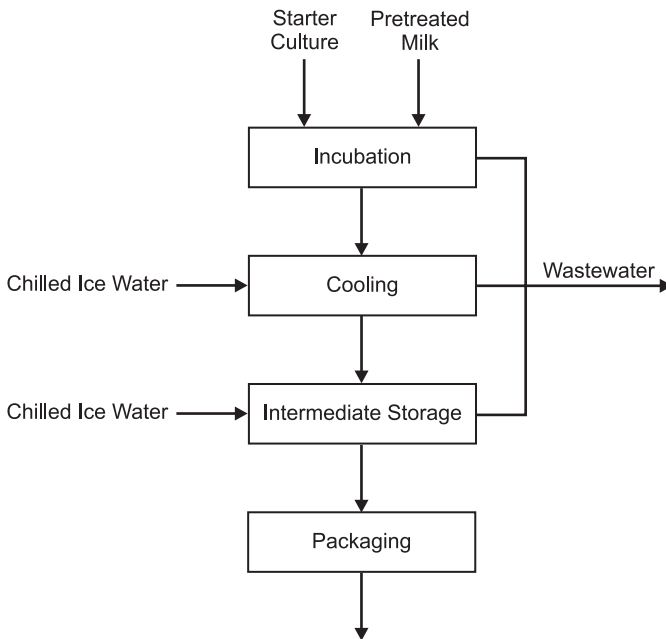 Starter
Culture
Pretreated
Milk
Incubation
Chilled Ice Water
Cooling
Wastewater
Chilled Ice Water
Intermediate Storage
Packaging